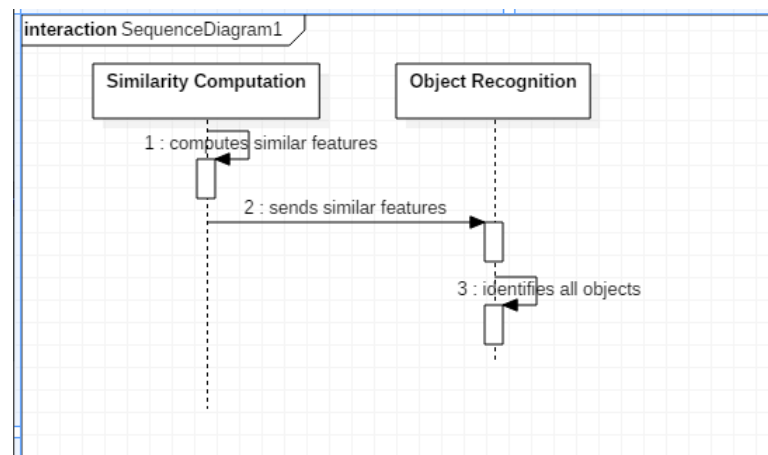 interaction SequenceDiagram1
Similarity Computation
Object Recognition
1 : computes similar features
2 : sends similar features
3 : identifies all objects